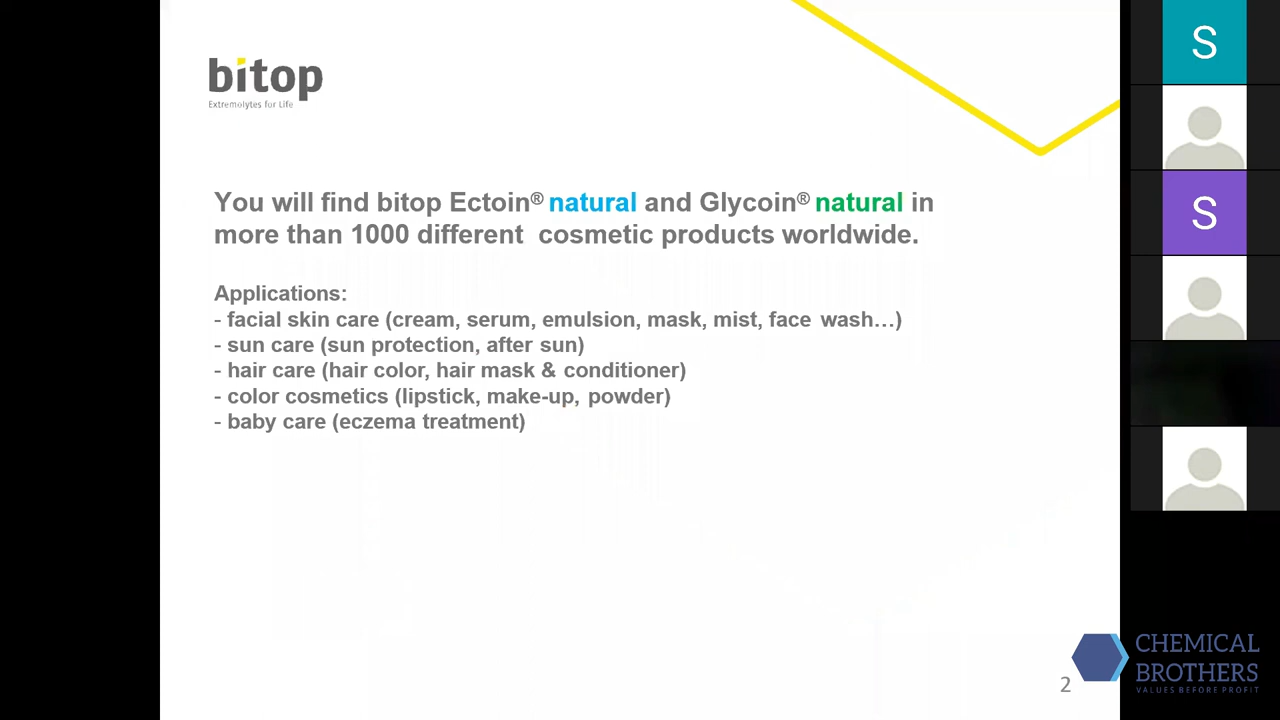 bitop
Extremolytes for Life
You will find bitop Ectoin® natural and Glycoin® natural in
more than 1000 different cosmetic products worldwide.
Applications:
- facial skin care (cream, serum, emulsion, mask, mist, face wash…)
- sun care (sun protection, after sun)
- hair care (hair color, hair mask & conditioner)
- color cosmetics (lipstick, make-up, powder)
- baby care (eczema treatment)
2
S
S
CHEMICAL
BROTHERS
VALUES BEFORE PROFIT